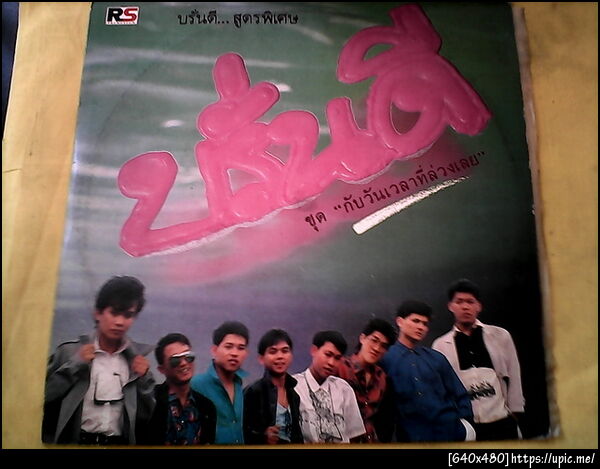 RS
บรั่นดี... สูตรพิเศษ
บรั่นดี
ชุด "กับวันเวลาที่ล่วงเลย"
[640x480]https://upic.me/